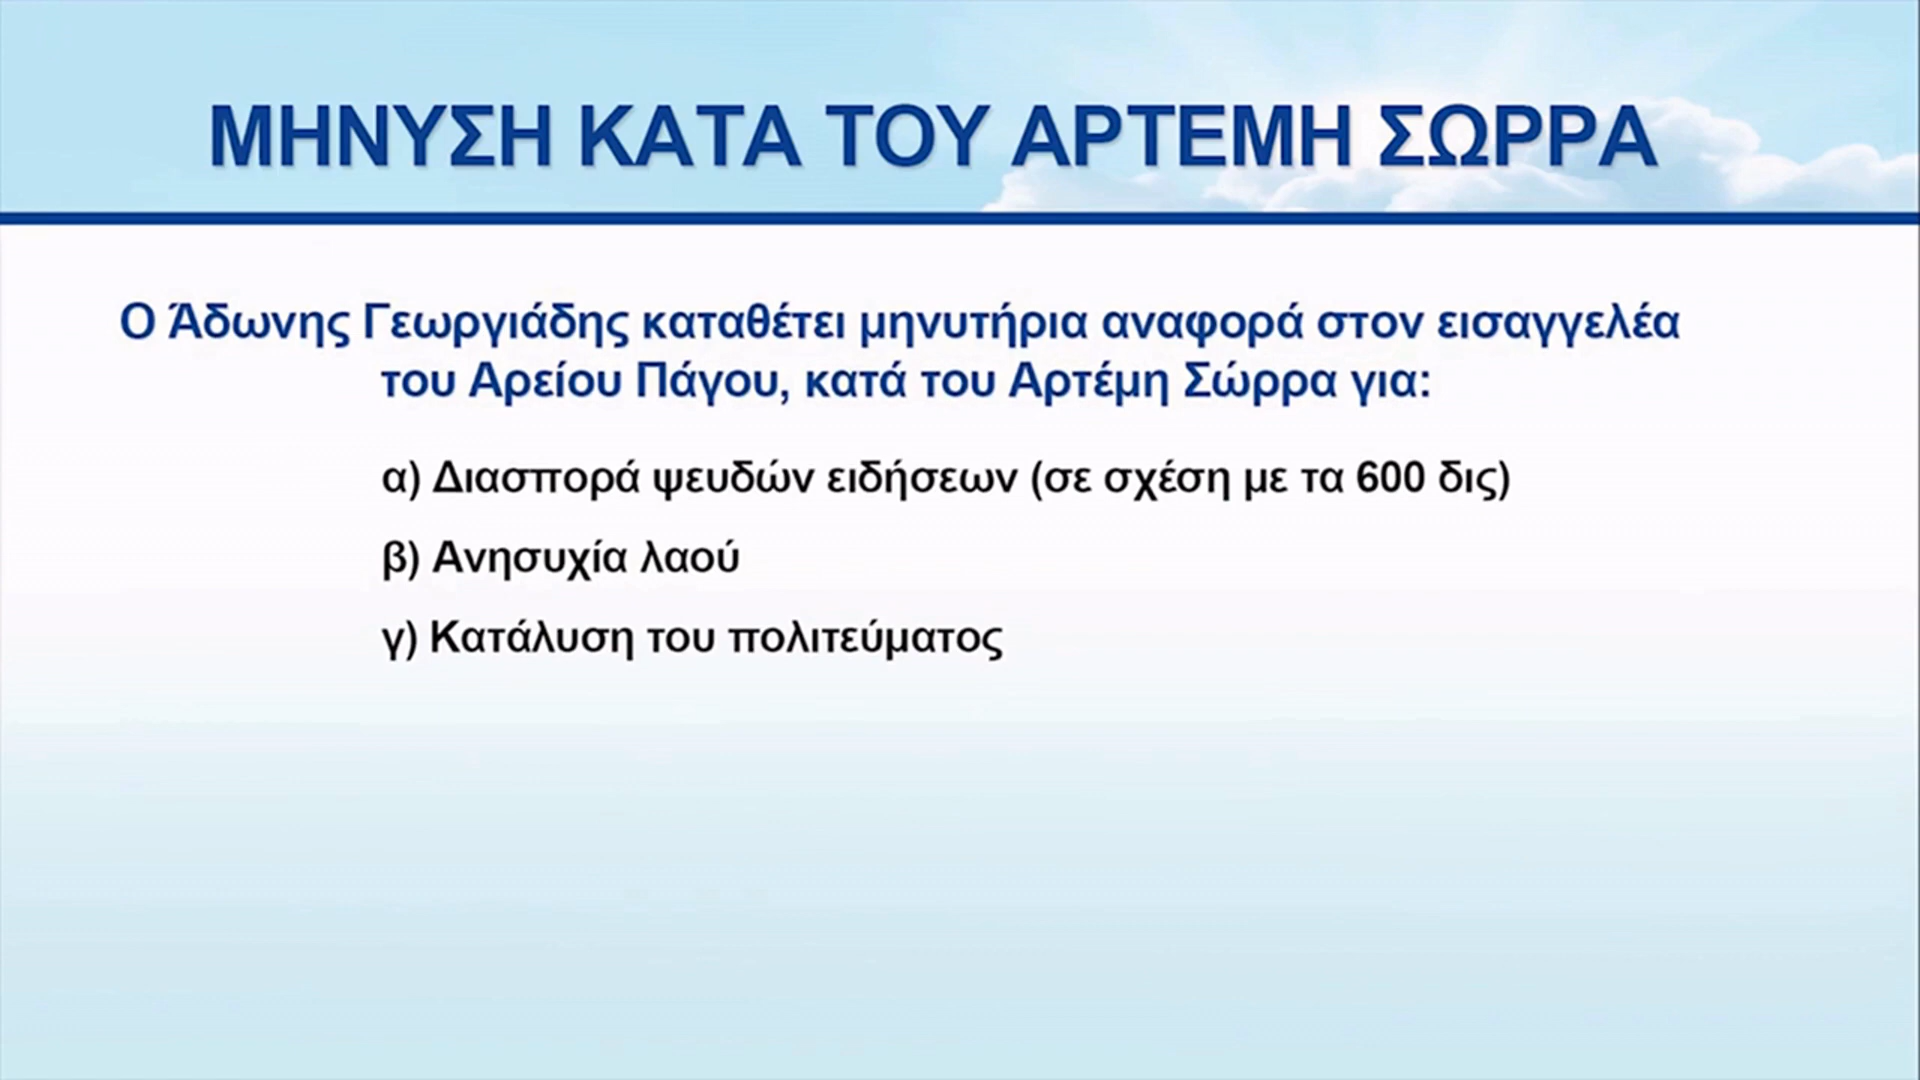 ΜΗΝΥΣΗ ΚΑΤΑ ΤΟΥ ΑΡΤΕΜΗ ΣΩΡΡΑ
Ο Άδωνης Γεωργιάδης καταθέτει μηνυτήρια αναφορά στον εισαγγελέα
του Αρείου Πάγου, κατά του Αρτέμη Σώρρα για:
α) Διασπορά ψευδών ειδήσεων (σε σχέση με τα 600 δις)
β) Ανησυχία λαού
γ) Κατάλυση του πολιτεύματος